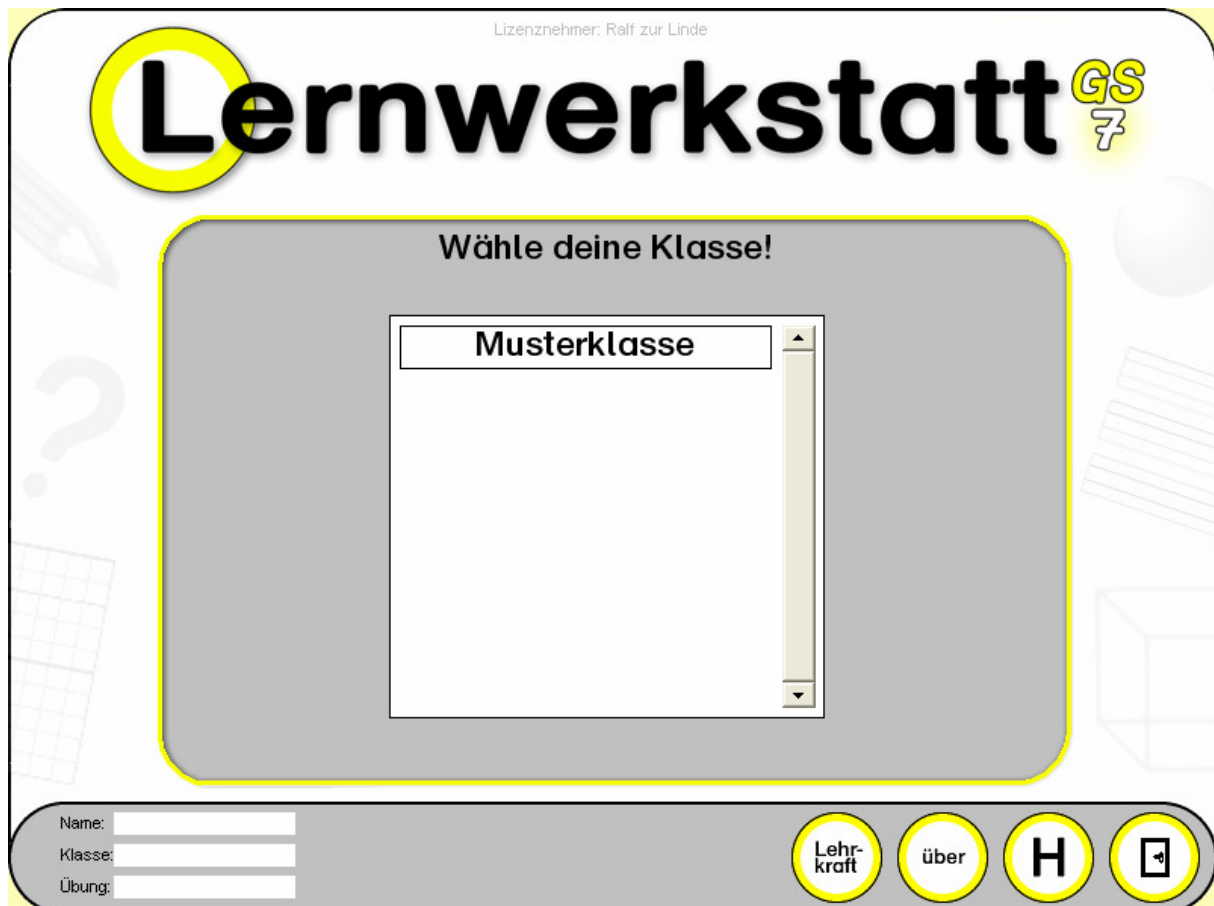 Lizenznehmer: Ralf zur Linde
Lernwerkstatt GS
7
Wähle deine Klasse!
Musterklasse
?
Name:
Klasse:
Übung:
Lehr-
kraft
über
H